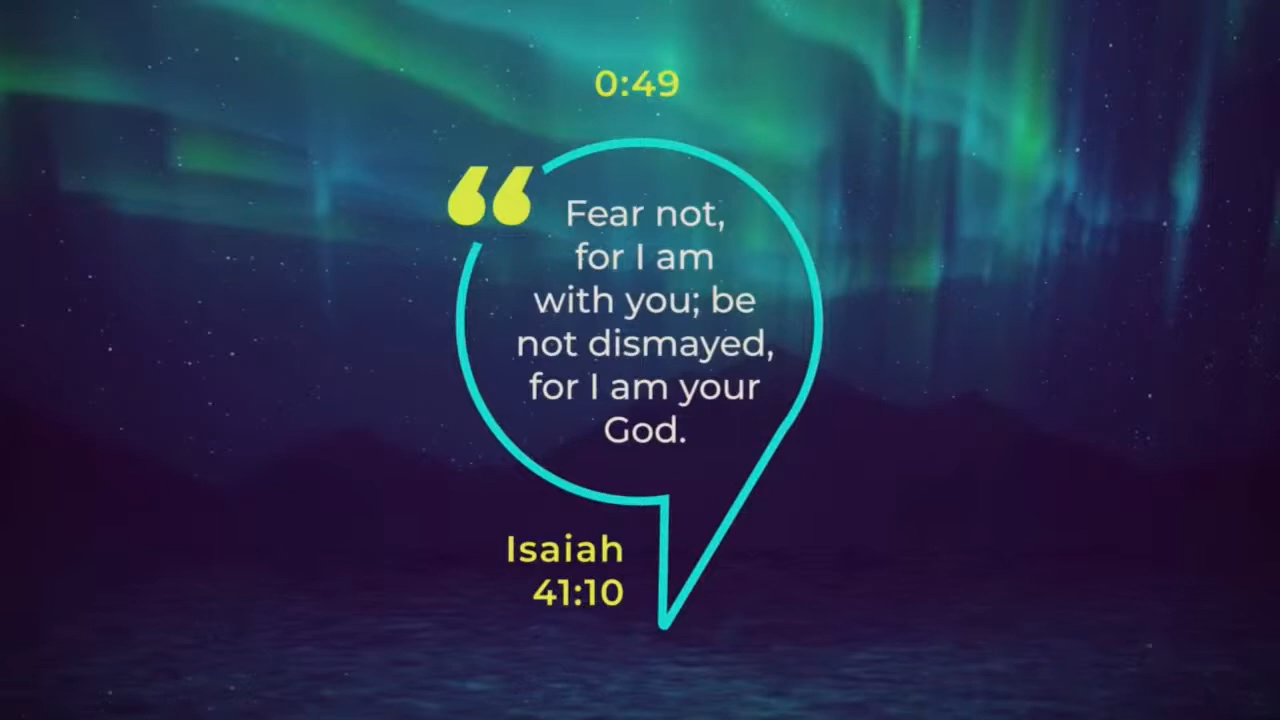 0:49
“
Fear not,
for I am
with you; be
not dismayed,
for I am your
God.
Isaiah
41:10